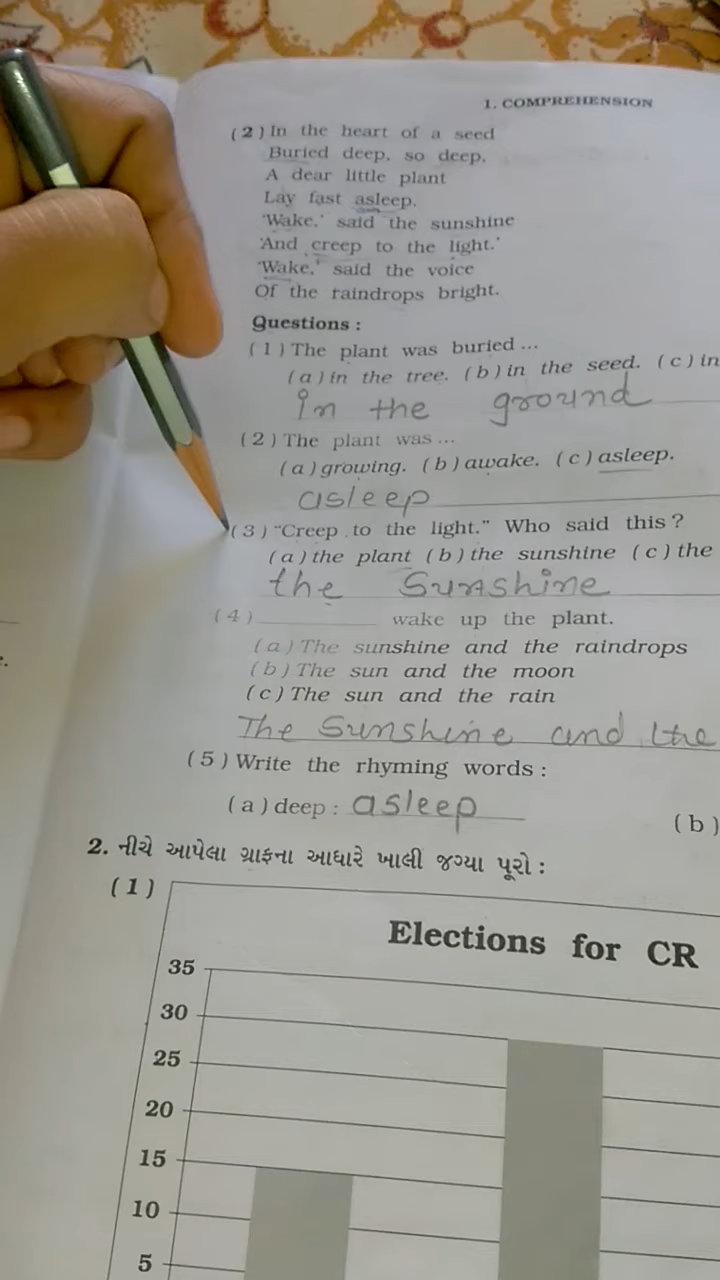 1. COMPREHENSION
(2) In the heart of a seed
Buried deep, so deep,
A dear little plant
Lay fast asleep.
'Wake,' said the sunshine
'And creep to the light.'
'Wake,' said the voice
Of the raindrops bright.
Questions :
(1) The plant was buried ...
(a) in the tree. (b) in the seed. (c) in
in the ground
(2) The plant was ...
(a) growing. (b) awake. (c) asleep.
asleep
(3) "Creep to the light." Who said this ?
(a) the plant (b) the sunshine (c) the
the Sunshine
(4) __________ wake up the plant.
(a) The sunshine and the raindrops
(b) The sun and the moon
(c) The sun and the rain
The Sunshine and the
(5) Write the rhyming words :
(a) deep : asleep (b)
2. નીચે આપેલા ગ્રાફના આધારે ખાલી જગ્યા પૂરો :
(1)
Elections for CR
35
30
25
20
15
10
5